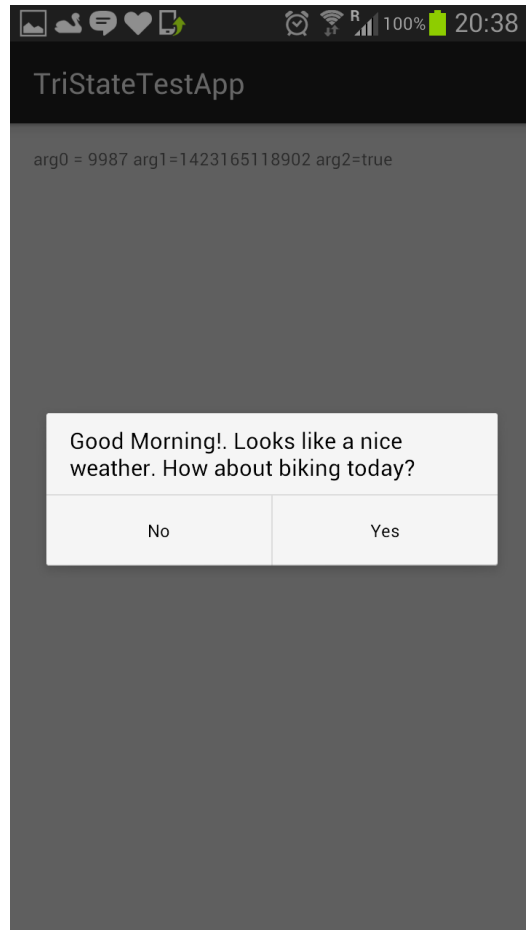 R 100% 20:38
TriStateTestApp
arg0 = 9987 arg1=1423165118902 arg2=true
Good Morning!. Looks like a nice
weather. How about biking today?
No Yes